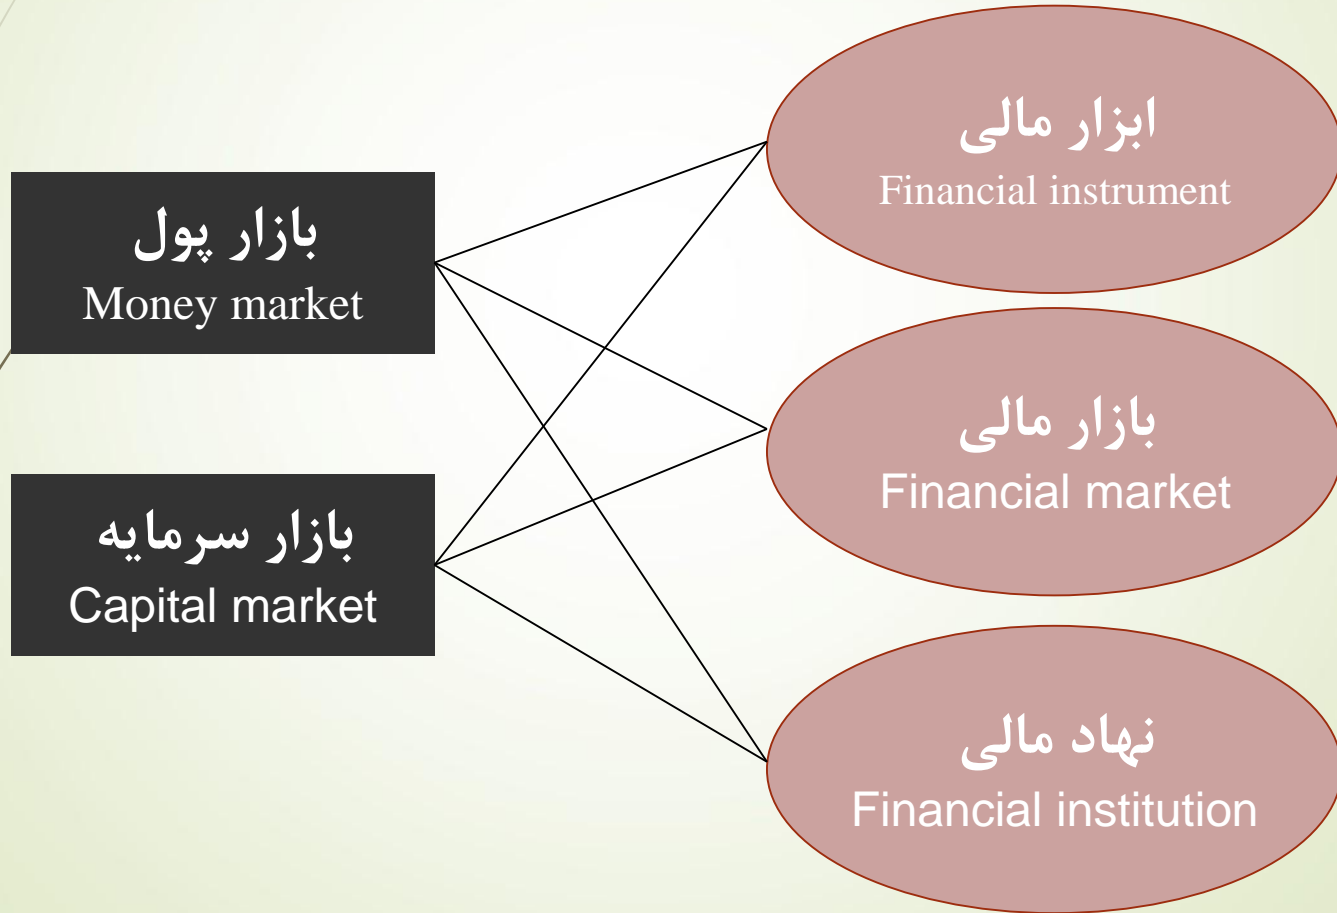 بازار پول
Money market
بازار سرمایه
Capital market
ابزار مالی
Financial instrument
بازار مالی
Financial market
نهاد مالی
Financial institution